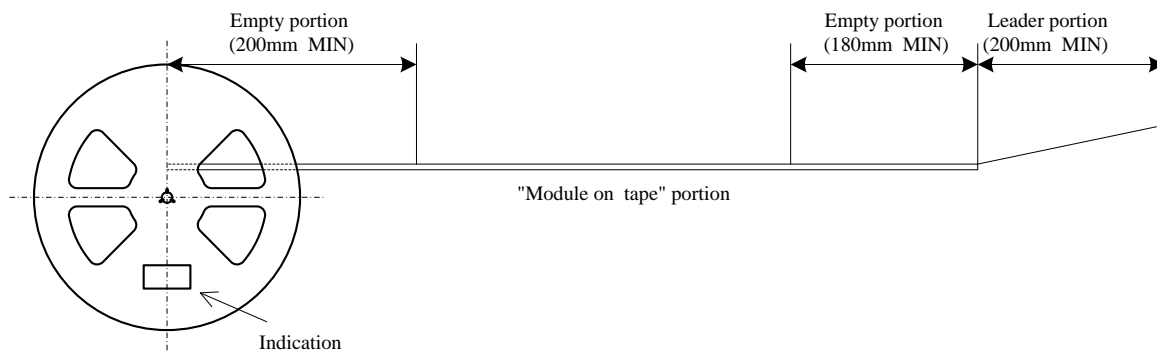 Empty portion
(200mm MIN)
Empty portion
(180mm MIN)
Leader portion
(200mm MIN)
"Module on tape" portion
Indication